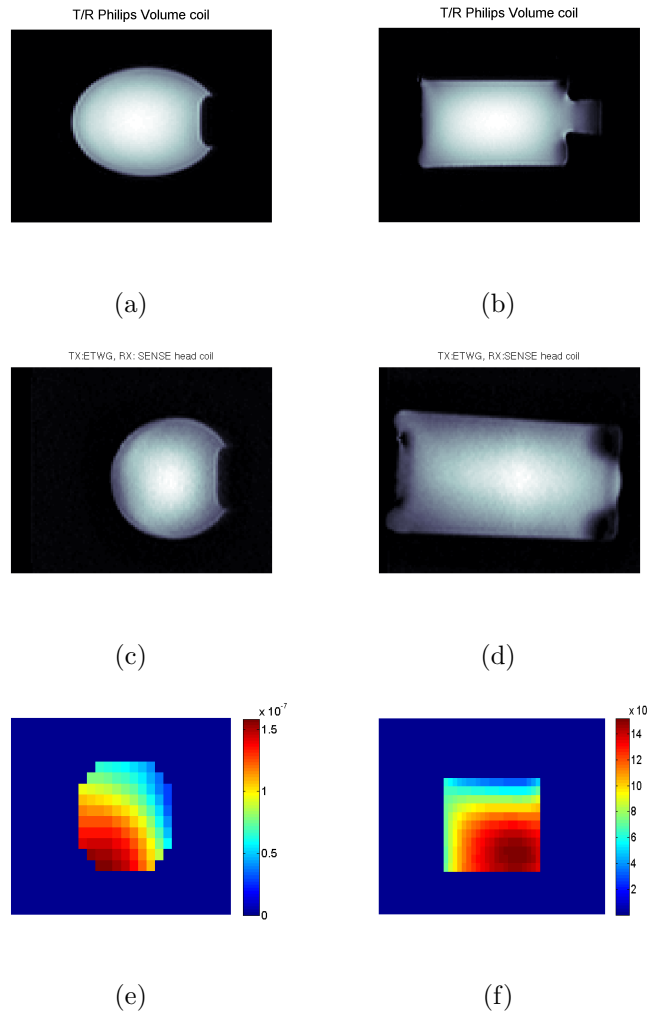 T/R Philips Volume coil
T/R Philips Volume coil
(a)
(b)
TX:ETWG, RX: SENSE head coil
TX:ETWG, RX:SENSE head coil
(c)
(d)
x 10⁻⁷
1.5
1
0.5
0
x 10
14
12
10
8
6
4
2
(e)
(f)